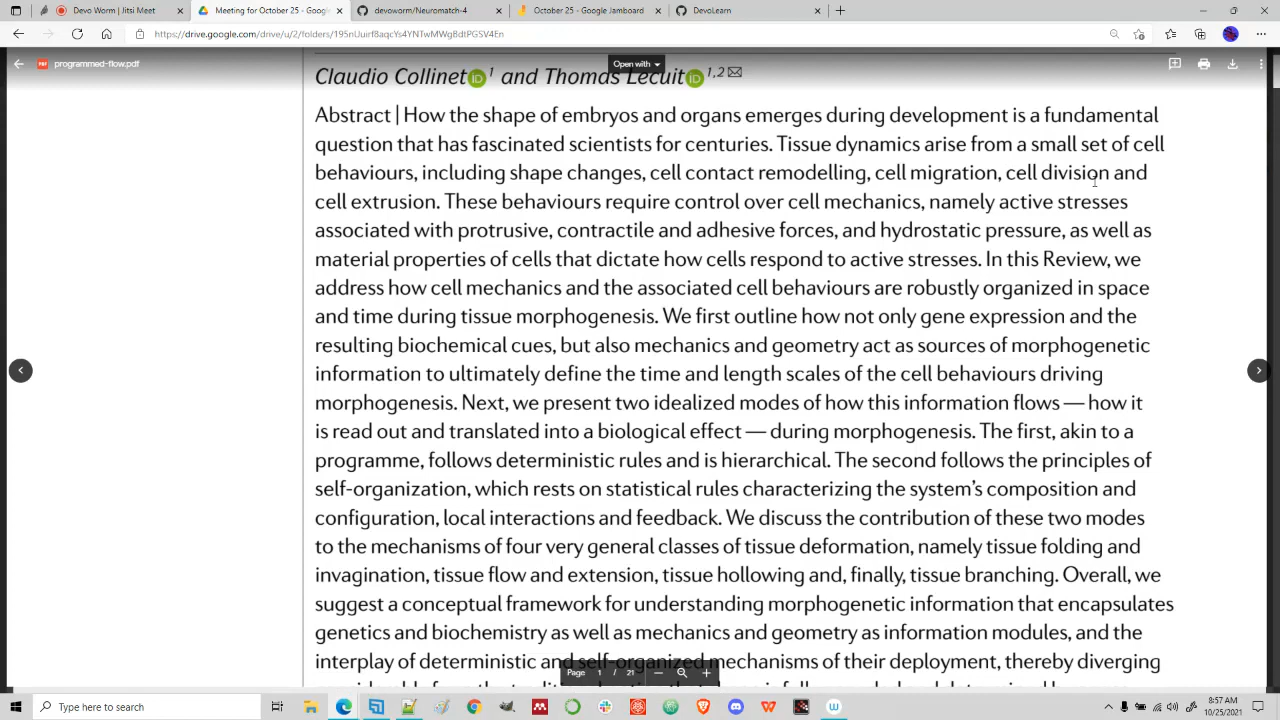 Dev Worm | Jitsi Meet
Meeting for October 25 - Google
devoworm/Neuromatch-4
October 25 - Google Jamboard
DevoLearn
https://drive.google.com/drive/u/2/folders/195nUuirf8aqcYs4YNTwMWgBdtPGSV4En
programmed-flow.pdf
Open with
Claudio Collinet iD 1 and Thomas Lecuit iD 1,2
Abstract | How the shape of embryos and organs emerges during development is a fundamental
question that has fascinated scientists for centuries. Tissue dynamics arise from a small set of cell
behaviours, including shape changes, cell contact remodelling, cell migration, cell division and
cell extrusion. These behaviours require control over cell mechanics, namely active stresses
associated with protrusive, contractile and adhesive forces, and hydrostatic pressure, as well as
material properties of cells that dictate how cells respond to active stresses. In this Review, we
address how cell mechanics and the associated cell behaviours are robustly organized in space
and time during tissue morphogenesis. We first outline how not only gene expression and the
resulting biochemical cues, but also mechanics and geometry act as sources of morphogenetic
information to ultimately define the time and length scales of the cell behaviours driving
morphogenesis. Next, we present two idealized modes of how this information flows — how it
is read out and translated into a biological effect — during morphogenesis. The first, akin to a
programme, follows deterministic rules and is hierarchical. The second follows the principles of
self-organization, which rests on statistical rules characterizing the system's composition and
configuration, local interactions and feedback. We discuss the contribution of these two modes
to the mechanisms of four very general classes of tissue deformation, namely tissue folding and
invagination, tissue flow and extension, tissue hollowing and, finally, tissue branching. Overall, we
suggest a conceptual framework for understanding morphogenetic information that encapsulates
genetics and biochemistry as well as mechanics and geometry as information modules, and the
interplay of deterministic and self-organized mechanisms of their deployment, thereby diverging
Page 1 / 21
Type here to search
8:57 AM
10/25/2021